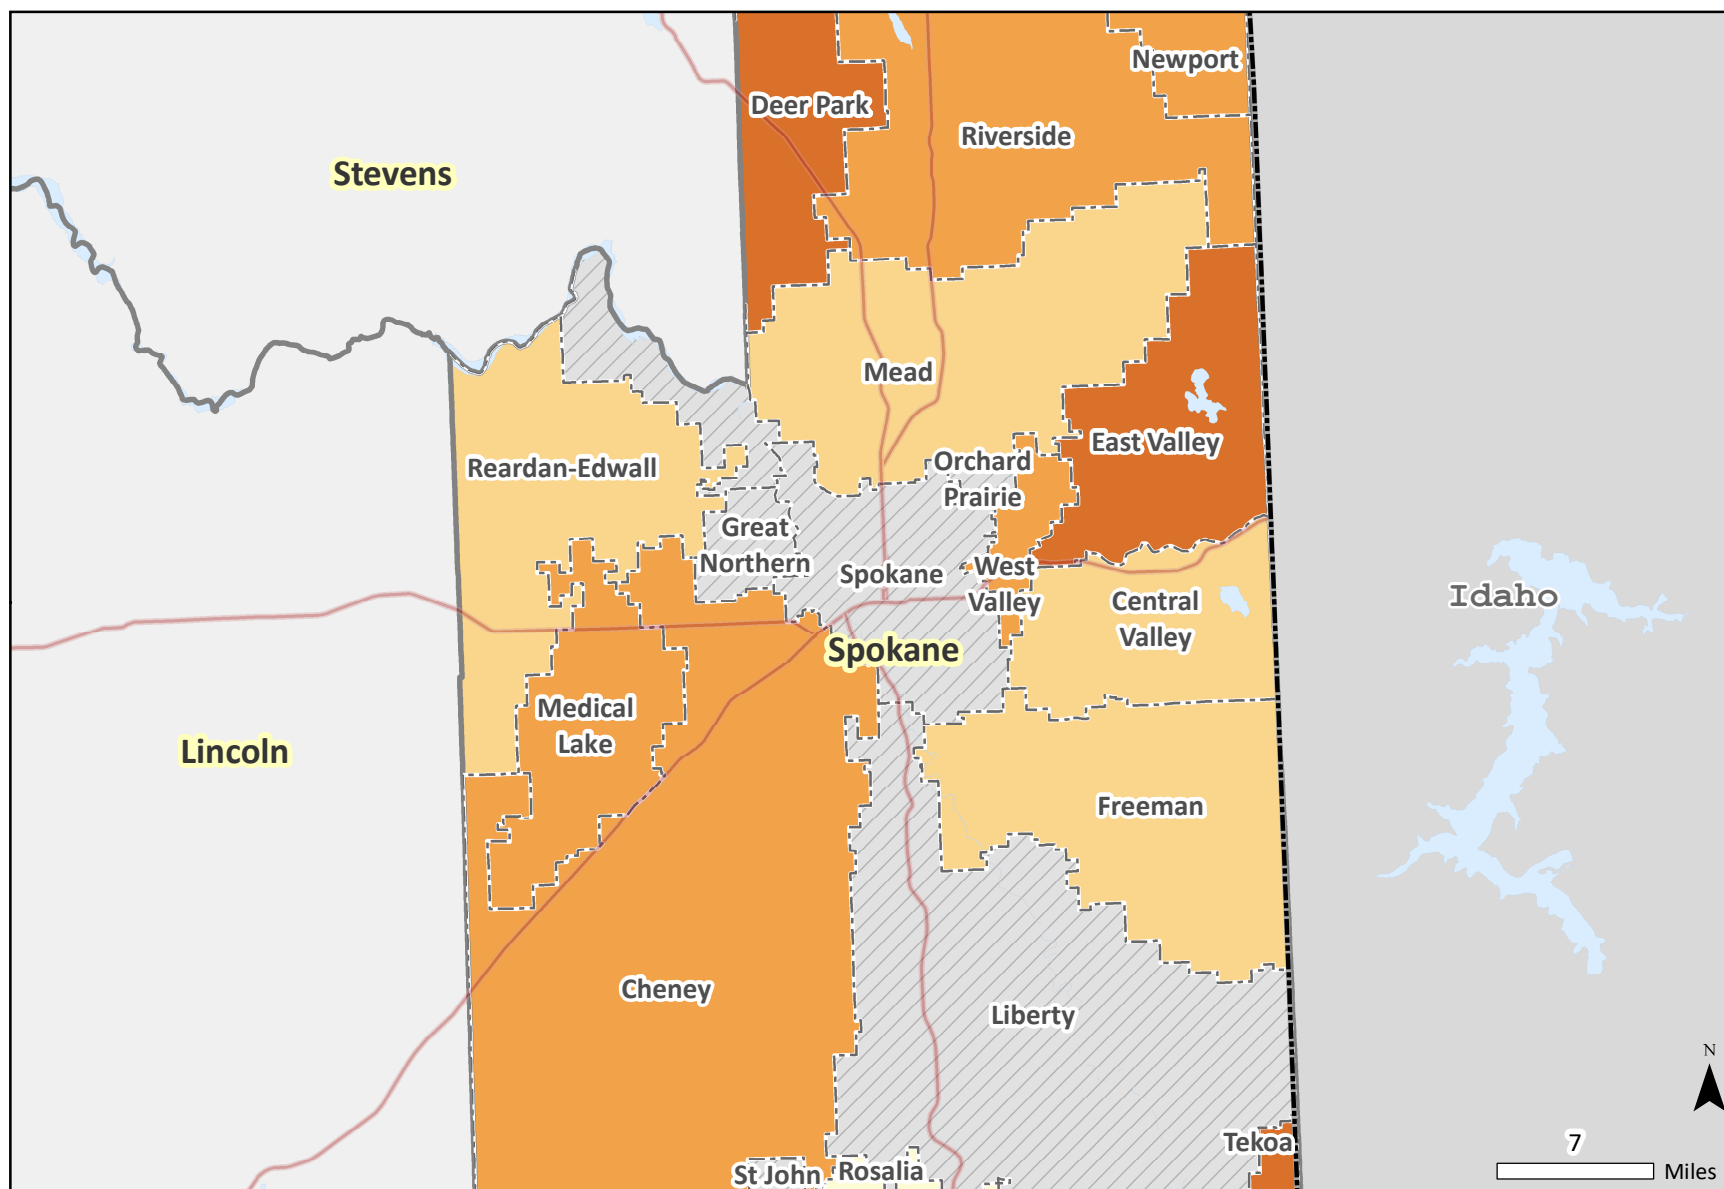 Newport
Deer Park
Riverside
Stevens
Mead
East Valley
Orchard
Prairie
Reardan-Edwall
Great
Northern
Spokane
West
Valley
Central
Valley
Idaho
Spokane
Medical
Lake
Lincoln
Freeman
Cheney
Liberty
N
Tekoa
7
Miles
St John
Rosalia